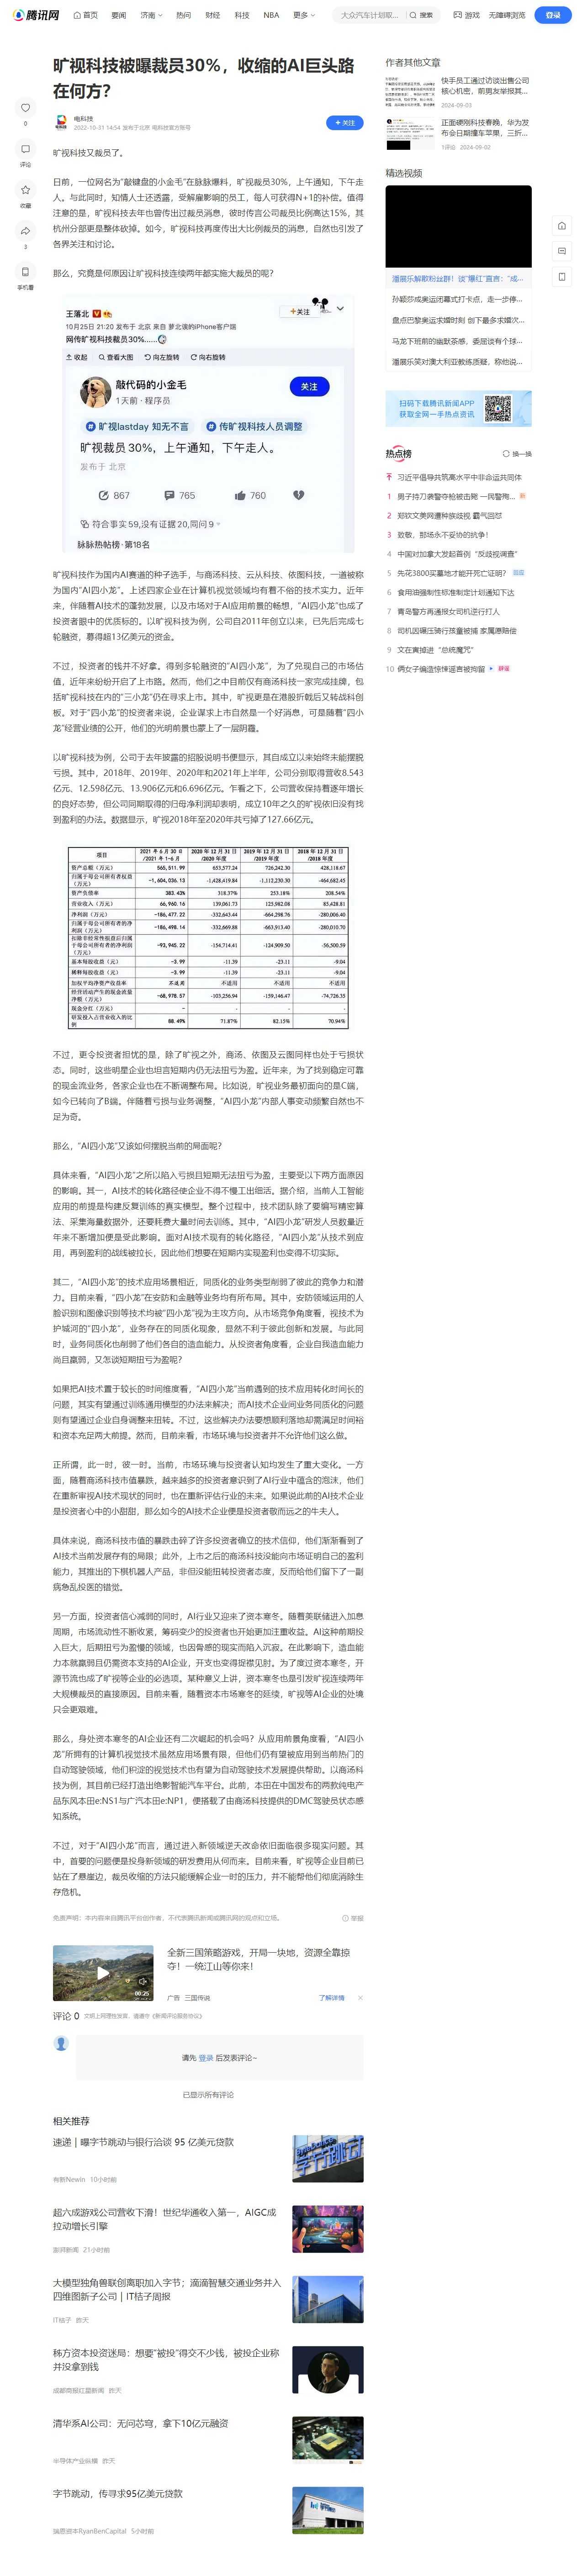 腾讯网
首页
要闻
济南
热问
财经
科技
NBA
更多
大众汽车计划取...
搜索
游戏
无障碍浏览
登录
旷视科技被曝裁员30%，收缩的AI巨头路
在何方？
电科技
2022-10-31 14:54 发布于北京 电科技官方账号
+ 关注
0
评论
收藏
3
手机看
旷视科技又裁员了。
日前，一位网名为“敲键盘的小金毛”在脉脉爆料，旷视裁员30%，上午通知，下午走
人。与此同时，知情人士还透露，受解雇影响的员工，每人可获得N+1的补偿。值得
注意的是，旷视科技去年也曾传出过裁员消息，彼时传言公司裁员比例高达15%，其
杭州分部更是整体砍掉。如今，旷视科技再度传出大比例裁员的消息，自然也引发了
各界关注和讨论。
那么，究竟是何原因让旷视科技连续两年都实施大裁员的呢？
王落北
+关注
10月25日 21:20 发布于 北京 来自 萝北谈的iPhone客户端
网传旷视科技裁员30%......
收起
查看大图
向左旋转
向右旋转
敲代码的小金毛
1天前 · 程序员
关注
旷视lastday 知无不言
传旷视科技人员调整
旷视裁员30%，上午通知，下午走人。
发布于 北京
867
765
760
符合事实59,没有证据20,同问9
脉脉热帖榜 · 第18名
旷视科技作为国内AI赛道的种子选手，与商汤科技、云从科技、依图科技，一道被称
为国内“AI四小龙”。上述四家企业在计算机视觉领域均有着不俗的技术实力。近年
来，伴随着AI技术的蓬勃发展，以及市场对于AI应用前景的畅想，“AI四小龙”也成了
投资者眼中的优质标的。以旷视科技为例，公司自2011年创立以来，已先后完成七
轮融资，募得超13亿美元的资金。
不过，投资者的钱并不好拿。得到多轮融资的“AI四小龙”，为了兑现自己的市场估
值，近年来纷纷开启了上市路。然而，他们之中目前仅有商汤科技一家完成挂牌，包
括旷视科技在内的“三小龙”仍在寻求上市。其中，旷视更是在港股折戟后又转战科创
板。对于“四小龙”的投资者来说，企业谋求上市自然是一个好消息，可是随着“四小
龙”经营业绩的公开，他们的光明前景也蒙上了一层阴霾。
以旷视科技为例，公司于去年披露的招股说明书便显示，其自成立以来始终未能摆脱
亏损。其中，2018年、2019年、2020年和2021年上半年，公司分别取得营收8.543
亿元、12.598亿元、13.906亿元和6.696亿元。乍看之下，公司营收保持着逐年增长
的良好态势，但公司同期取得的归母净利润却表明，成立10年之久的旷视依旧没有找
到盈利的办法。数据显示，旷视2018年至2020年共亏掉了127.66亿元。
项目 2021年6月30日/2021年1-6月 2020年12月31日/2020年度 2019年12月31日/2019年度 2018年12月31日/2018年度
资产总额（万元） 565,511.99 653,577.24 726,242.30 428,118.67
归属于母公司所有者权益（万元） -1,604,036.13 -1,428,419.84 -1,112,230.30 -464,682.45
资产负债率 383.43% 318.37% 253.18% 208.54%
营业收入（万元） 66,960.16 139,061.73 125,982.08 85,428.81
净利润（万元） -186,477.22 -332,643.44 -664,298.76 -280,006.40
归属于母公司所有者的净利润（万元） -186,498.14 -332,669.88 -663,913.40 -280,010.70
扣除非经常性损益后归属于母公司所有者的净利润（万元） -93,945.22 -154,714.41 -124,909.50 -56,500.59
基本每股收益（元） -3.99 -11.39 -23.11 -9.04
稀释每股收益（元） -3.99 -11.39 -23.11 -9.04
加权平均净资产收益率 不适用 不适用 不适用 不适用
经营活动产生的现金流量净额（万元） -68,978.57 -103,256.94 -159,146.47 -74,726.35
现金分红（万元） - - - -
研发投入占营业收入的比例 88.49% 71.87% 82.15% 70.94%
不过，更令投资者担忧的是，除了旷视之外，商汤、依图及云图同样也处于亏损状
态。同时，这些明星企业也坦言短期内仍无法扭亏为盈。近年来，为了找到稳定可靠
的现金流业务，各家企业也在不断调整布局。比如说，旷视业务最初面向的是C端，
如今已转向了B端。伴随着亏损与业务调整，“AI四小龙”内部人事变动频繁自然也不
足为奇。
那么，“AI四小龙”又该如何摆脱当前的局面呢？
具体来看，“AI四小龙”之所以陷入亏损目短期无法扭亏为盈，主要受以下两方面原因
的影响。其一，AI技术的转化路径使企业不得不慢工出细活。据介绍，当前人工智能
应用的前提是构建反复训练的真实模型。整个过程中，技术团队除了要编写精密算
法、采集海量数据外，还要耗费大量时间去训练。其中，“AI四小龙”研发人员数量近
年来不断增加便是受此影响。面对AI技术现有的转化路径，“AI四小龙”从技术到应
用，再到盈利的战线被拉长，因此他们想要在短期内实现盈利也变得不切实际。
其二，“AI四小龙”的技术应用场景相近，同质化的业务类型削弱了彼此的竞争力和潜
力。目前来看，“四小龙”在安防和金融等业务均有所布局。其中，安防领域运用的人
脸识别和图像识别等技术均被“四小龙”视为主攻方向。从市场竞争角度看，视技术为
护城河的“四小龙”，业务存在的同质化现象，显然不利于彼此创新和发展。与此同
时，业务同质化也削弱了他们各自的造血能力。从投资者角度看，企业自我造血能力
尚且羸弱，又怎谈短期扭亏为盈呢？
如果把AI技术置于较长的时间维度看，“AI四小龙”当前遇到的技术应用转化时间长的
问题，其实有望通过训练通用模型的办法来解决；而AI技术企业间业务同质化的问题
则有望通过企业自身调整来扭转。不过，这些解决办法要想顺利落地却需满足时间裕
和资本充足两大前提。然而，目前来看，市场环境与投资者并不允许他们这么做。
正所谓，此一时，彼一时。当前，市场环境与投资者认知均发生了重大变化。一方
面，随着商汤科技市值暴跌，越来越多的投资者意识到了AI行业中蕴含的泡沫，他们
在重新审视AI技术现状的同时，也在重新评估行业的未来。如果说此前的AI技术企业
是投资者心中的小甜甜，那么如今的AI技术企业便是投资者敬而远之的牛夫人。
具体来说，商汤科技市值的暴跌击碎了许多投资者确立的技术信仰，他们渐渐看到了
AI技术当前发展存有的局限；此外，上市之后的商汤科技没能向市场证明自己的盈利
能力，其推出的下棋机器人产品，非但没能扭转投资者态度，反而给他们留下了一副
病急乱投医的错觉。
另一方面，投资者信心减弱的同时，AI行业又迎来了资本寒冬。随着美联储进入加息
周期，市场流动性不断收紧，筹码变少的投资者也开始更加注重收益。AI这种前期投
入巨大，后期扭亏为盈慢的领域，也因骨感的现实而陷入沉寂。在此影响下，造血能
力本就羸弱且仍需资本支持的AI企业，开支也变得捉襟见肘。为了度过资本寒冬，开
源节流也成了旷视等企业的必选项。某种意义上讲，资本寒冬也是引发旷视连续两年
大规模裁员的直接原因。目前来看，随着资本市场寒冬的延续，旷视等AI企业的处境
只会更艰难。
那么，身处资本寒冬的AI企业还有二次崛起的机会吗？从应用前景角度看，“AI四小
龙”所拥有的计算机视觉技术虽然应用场景有限，但他们仍有望被应用到当前热门的
自动驾驶领域，他们积淀的视觉技术也有望为自动驾驶技术发展提供帮助。以商汤科
技为例，其目前已经打造出绝影智能汽车平台。此前，本田在中国发布的两款纯电产
品东风本田e:NS1与广汽本田e:NP1，便搭载了由商汤科技提供的DMC驾驶员状态感
知系统。
不过，对于“AI四小龙”而言，通过进入新领域逆天改命依旧面临很多现实问题。其
中，首要的问题便是投身新领域的研发费用从何而来。目前来看，旷视等企业目前已
站在了悬崖边，裁员收缩的方法只能缓解企业一时的压力，并不能帮他们彻底消除生
存危机。
免责声明：本内容来自腾讯平台创作者，不代表腾讯新闻或腾讯网的观点和立场。
举报
00:25
全新三国策略游戏，开局一块地，资源全靠掠
夺！一统江山等你来！
广告 三国传说
了解详情
评论 0 文明上网理性发言，请遵守《新闻评论服务协议》
请先 登录 后发表评论~
已显示所有评论
相关推荐
速递 | 曝字节跳动与银行洽谈 95 亿美元贷款
有新Newin 10小时前
超六成游戏公司营收下滑！世纪华通收入第一，AIGC成
拉动增长引擎
澎湃新闻 21小时前
大模型独角兽联创离职加入字节；滴滴智慧交通业务并入
四维图新子公司 | IT桔子周报
IT桔子 昨天
秭方资本投资迷局：想要“被投”得交不少钱，被投企业称
并没拿到钱
成都商报红星新闻 昨天
清华系AI公司：无问芯穹，拿下10亿元融资
半导体产业纵横 昨天
字节跳动，传寻求95亿美元贷款
瑞恩资本RyanBenCapital 5小时前
作者其他文章
快手员工通过访谈出售公司
核心机密，前男友举报其...
2024-09-03
正面硬刚科技春晚，华为发
布会日期撞车苹果，三折...
1评论 2024-09-02
精选视频
潘展乐解散粉丝群！谈“爆红”直言：“成...
孙颖莎成奥运闭幕式打卡点，走一步停...
盘点巴黎奥运求婚时刻 创下最多求婚次...
马龙下班前的幽默茶感，委屈谈有个球...
潘展乐笑对澳大利亚教练质疑，称他说...
扫码下载腾讯新闻APP
获取全网一手热点资讯
热点榜
换一换
习近平倡导共筑高水平中非命运共同体
1 男子持刀袭警夺枪被击毙 一民警殉... 新
2 郑钦文美网遭种族歧视 霸气回怼
3 致敬，那场永不妥协的抗争！
4 中国对加拿大发起首例“反歧视调查”
5 先花3800买墓地才能开死亡证明？ 回应
6 食用油强制性标准制定计划通知下达
7 青岛警方再通报女司机逆行打人
8 司机因碾压骑行孩童被捕 家属愿赔偿
9 文在寅掉进“总统魔咒”
10 俩女子编造惊悚谣言被拘留 辟谣